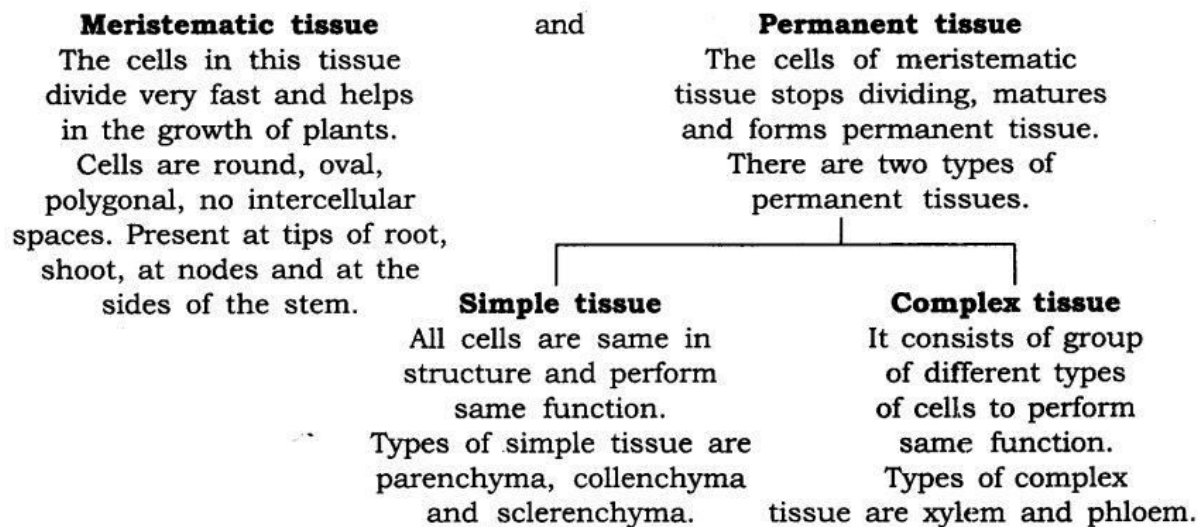 Meristematic tissue and Permanent tissue
The cells in this tissue
divide very fast and helps
in the growth of plants.
Cells are round, oval,
polygonal, no intercellular
spaces. Present at tips of root,
shoot, at nodes and at the
sides of the stem.
The cells of meristematic
tissue stops dividing, matures
and forms permanent tissue.
There are two types of
permanent tissues.
Simple tissue
All cells are same in
structure and perform
same function.
Types of simple tissue are
parenchyma, collenchyma
and sclerenchyma.
Complex tissue
It consists of group
of different types
of cells to perform
same function.
Types of complex
tissue are xylem and phloem.